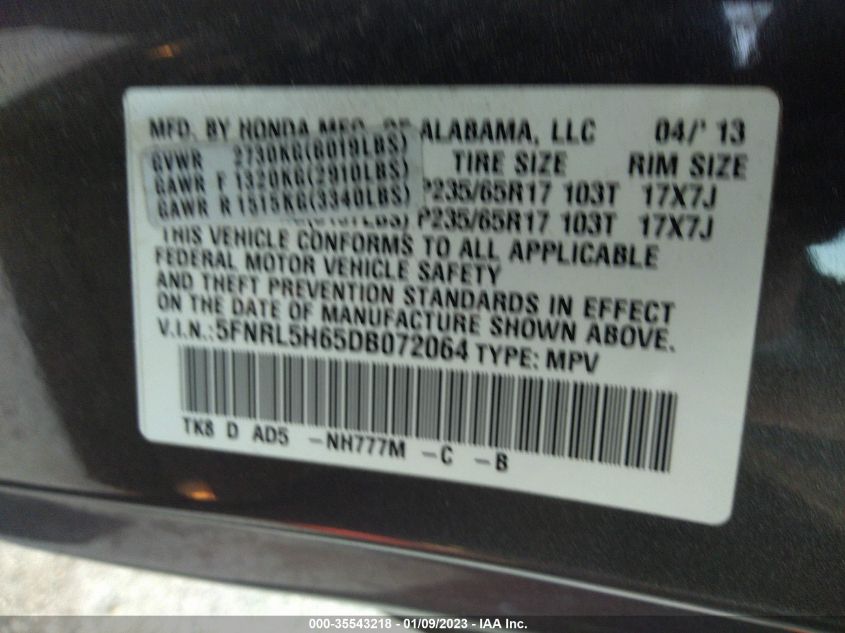 MFD. BY HONDA MFG. OF ALABAMA, LLC 04/' 13
GVWR 2730KG(6019LBS) TIRE SIZE RIM SIZE
GAWR F 1320KG(2910LBS) P235/65R17 103T 17X7J
GAWR R 1515KG(3340LBS) P235/65R17 103T 17X7J
THIS VEHICLE CONFORMS TO ALL APPLICABLE
FEDERAL MOTOR VEHICLE SAFETY
AND THEFT PREVENTION STANDARDS IN EFFECT
ON THE DATE OF MANUFACTURE SHOWN ABOVE.
V.I.N.:5FNRL5H65DB072064 TYPE: MPV
TK8 D AD5 -NH777M -C -B
000-35543218 - 01/09/2023 - IAA Inc.